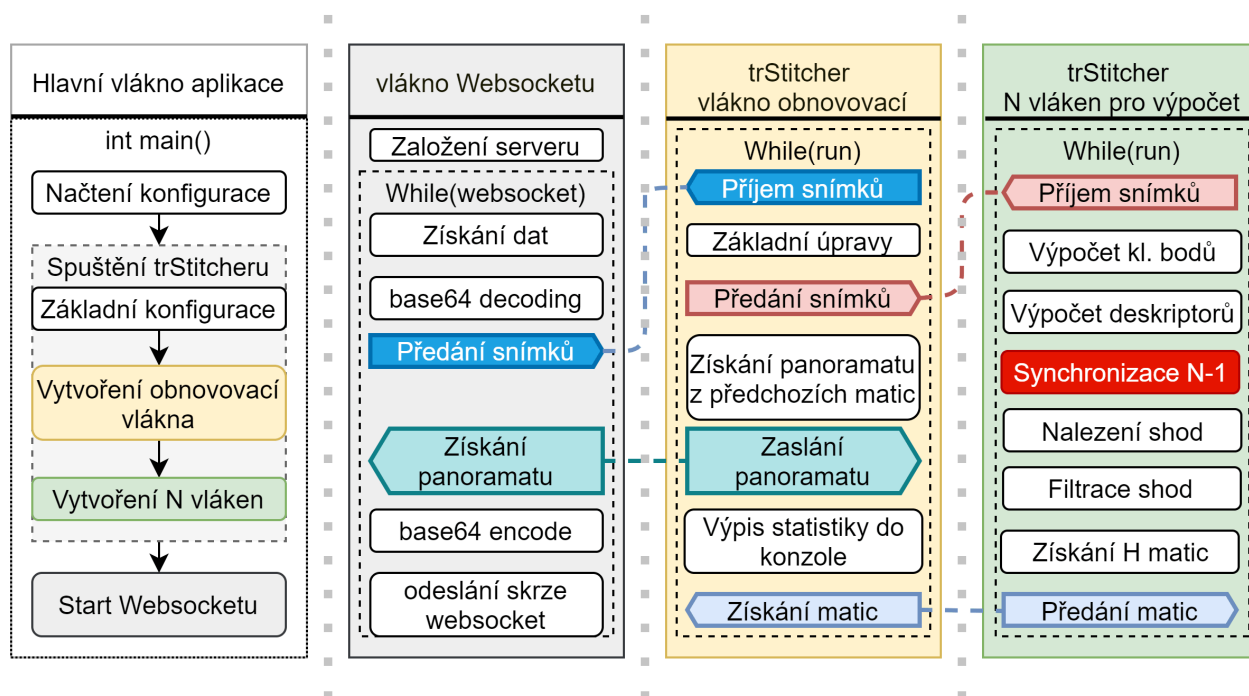 Hlavní vlákno aplikace
int main()
Načtení konfigurace
Spuštění trStitcheru
Základní konfigurace
Vytvoření obnovovací
vlákna
Vytvoření N vláken
Start Websocketu
vlákno Websocketu
Založení serveru
While(websocket)
Získání dat
base64 decoding
Předání snímků
Získání
panoramatu
base64 encode
odeslání skrze
websocket
trStitcher
vlákno obnovovací
While(run)
Příjem snímků
Základní úpravy
Předání snímků
Získání panoramatu
z předchozích matic
Zaslání
panoramatu
Výpis statistiky do
konzole
Získání matic
trStitcher
N vláken pro výpočet
While(run)
Příjem snímků
Výpočet kl. bodů
Výpočet deskriptorů
Synchronizace N-1
Nalezení shod
Filtrace shod
Získání H matic
Předání matic